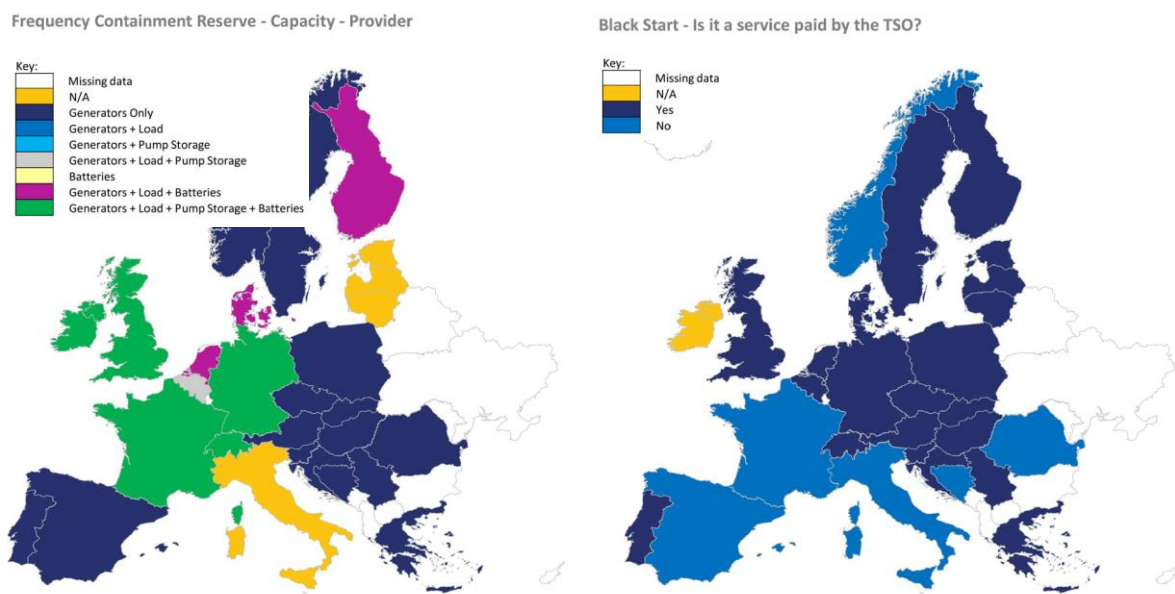 Frequency Containment Reserve - Capacity - Provider
Key:
Missing data
N/A
Generators Only
Generators + Load
Generators + Pump Storage
Generators + Load + Pump Storage
Batteries
Generators + Load + Batteries
Generators + Load + Pump Storage + Batteries
Black Start - Is it a service paid by the TSO?
Key:
Missing data
N/A
Yes
No